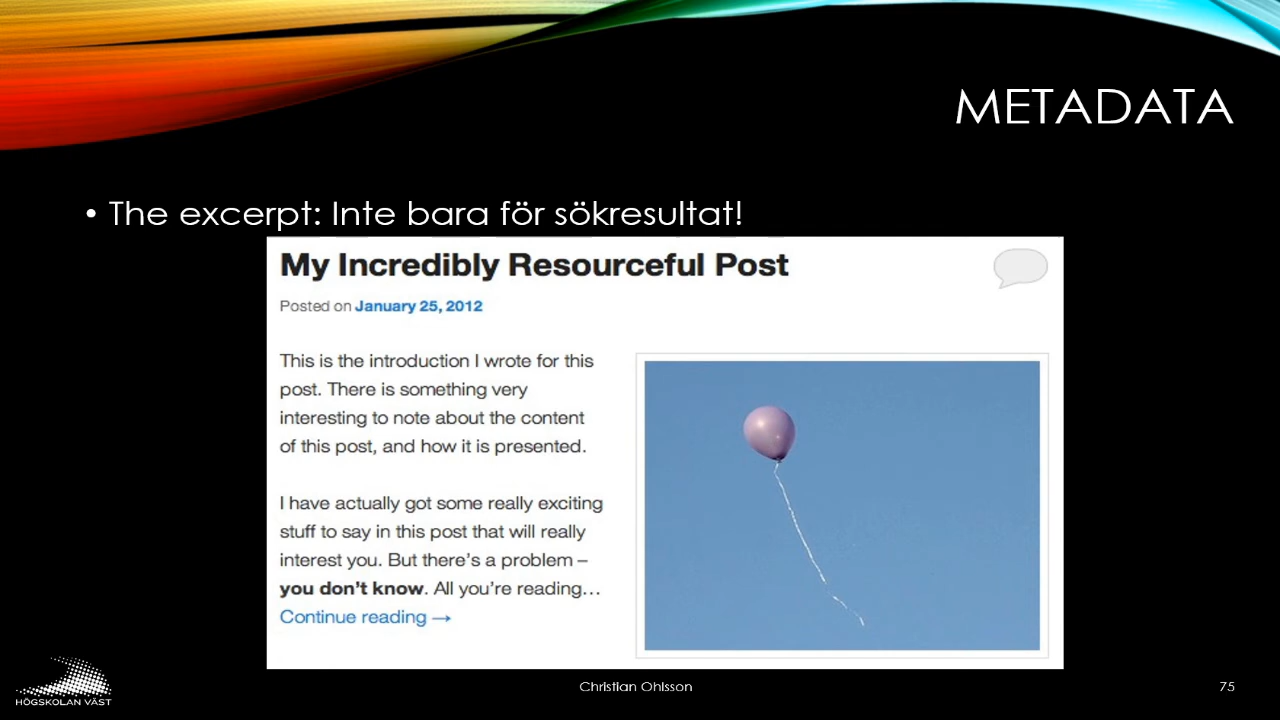 METADATA
• The excerpt: Inte bara för sökresultat!
My Incredibly Resourceful Post
Posted on January 25, 2012
This is the introduction I wrote for this
post. There is something very
interesting to note about the content
of this post, and how it is presented.
I have actually got some really exciting
stuff to say in this post that will really
interest you. But there's a problem –
you don't know. All you're reading…
Continue reading →
HÖGSKOLAN VÄST
Christian Ohlsson
75